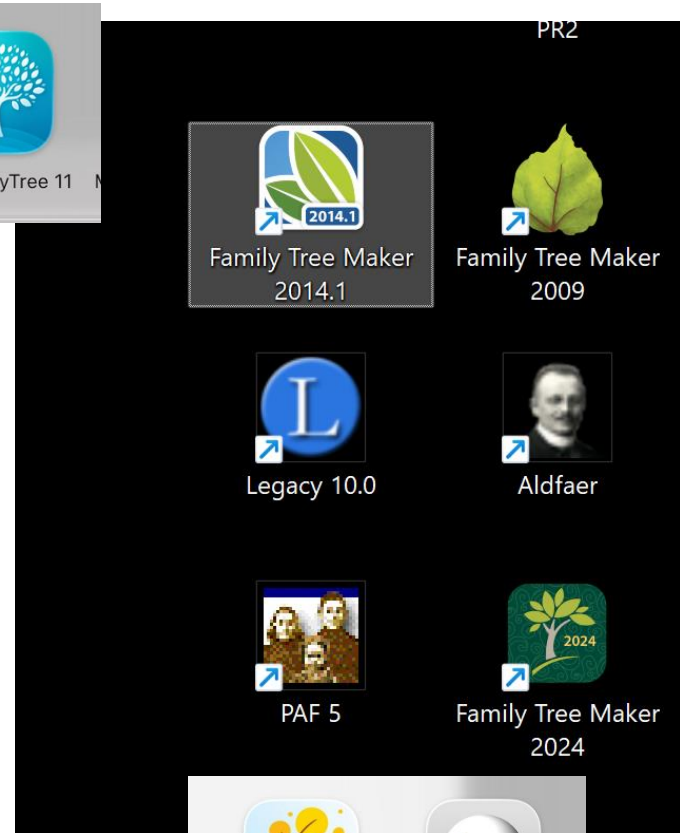 PR2
yTree 11
2014.1
Family Tree Maker
2014.1
Family Tree Maker
2009
L
Legacy 10.0
Aldfaer
PAF 5
2024
Family Tree Maker
2024